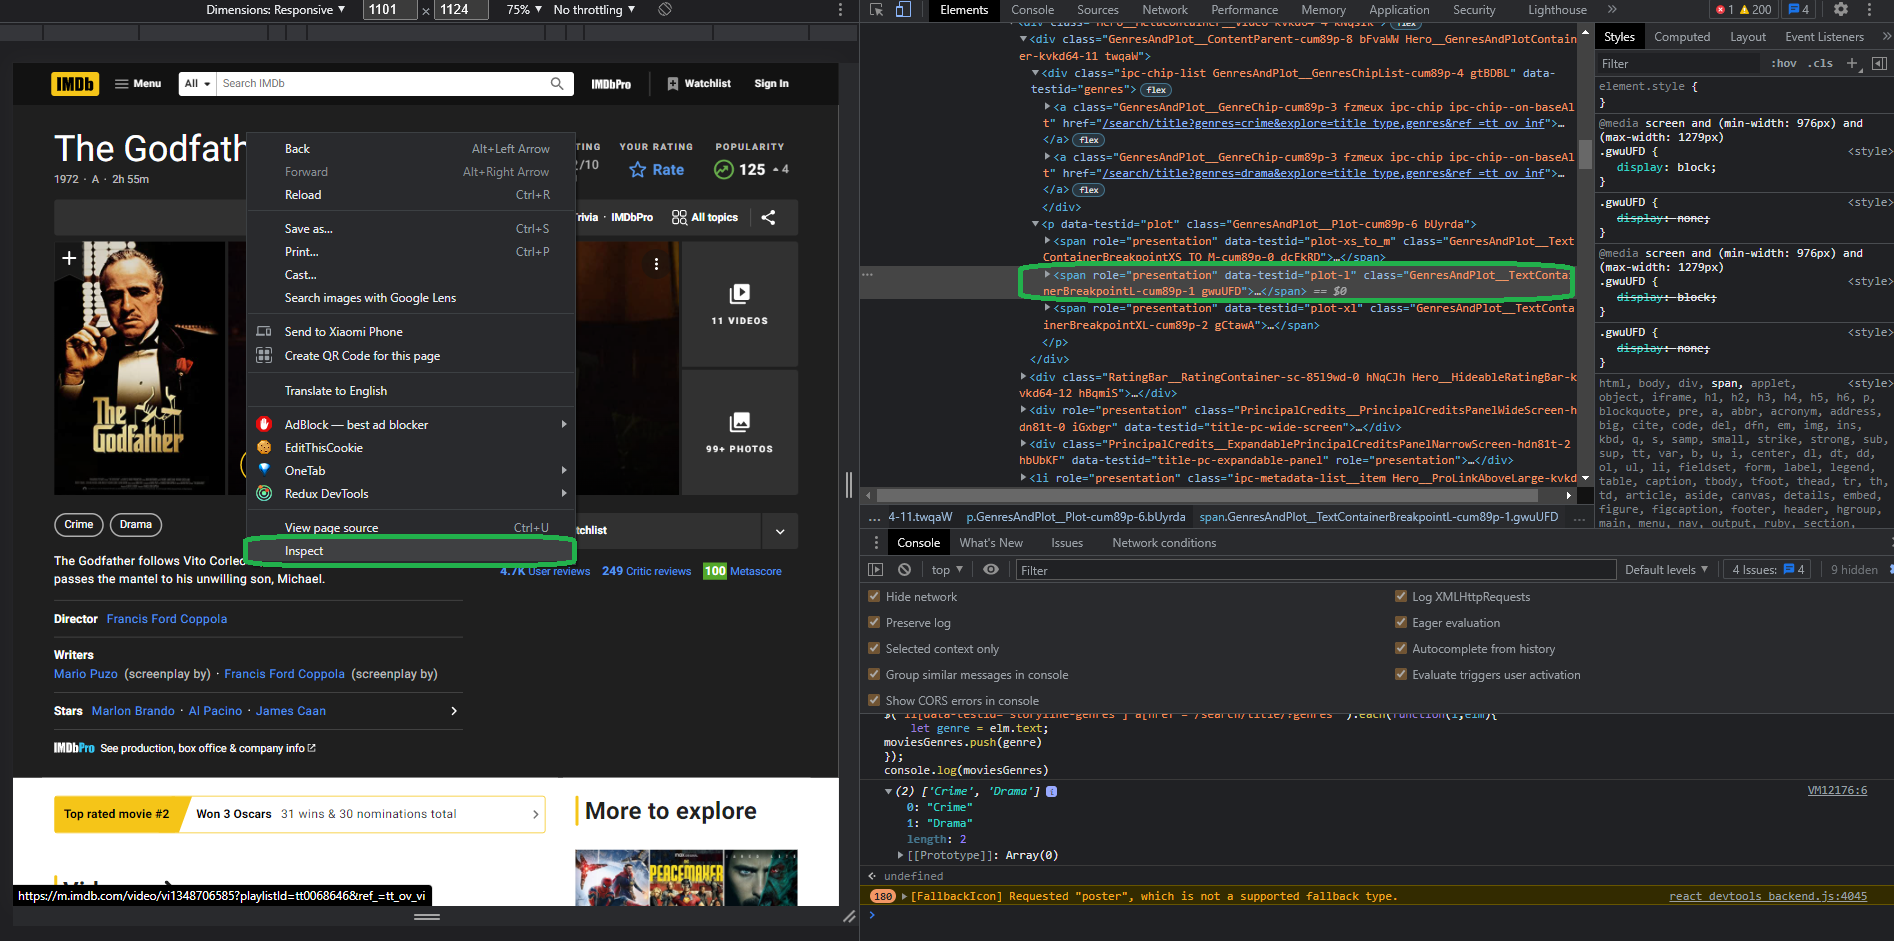 Dimensions: Responsive ▼ 1101 × 1124 75% ▼ No throttling ▼
IMDb Menu All Search IMDb IMDbPro Watchlist Sign In
The Godfath
1972 · A · 2h 55m
TING YOUR RATING POPULARITY
/10 Rate 125 4
rivia · IMDbPro All topics
Back Alt+Left Arrow
Forward Alt+Right Arrow
Reload Ctrl+R
Save as... Ctrl+S
Print... Ctrl+P
Cast...
Search images with Google Lens
Send to Xiaomi Phone
Create QR Code for this page
Translate to English
AdBlock — best ad blocker
EditThisCookie
OneTab
Redux DevTools
View page source Ctrl+U
Inspect
The
Godfather
11 VIDEOS
99+ PHOTOS
Crime Drama
tchlist
The Godfather follows Vito Corle
passes the mantel to his unwilling son, Michael.
4.7K User reviews 249 Critic reviews 100 Metascore
Director Francis Ford Coppola
Writers
Mario Puzo (screenplay by) · Francis Ford Coppola (screenplay by)
Stars Marlon Brando · Al Pacino · James Caan
IMDbPro See production, box office & company info
Top rated movie #2 Won 3 Oscars 31 wins & 30 nominations total
More to explore
PEACEMAKER
https://m.imdb.com/video/vi1348706585?playlistId=tt0068646&ref_=tt_ov_vi
Elements Console Sources Network Performance Memory Application Security Lighthouse » 1 200 4
<div class="GenresAndPlot__ContentParent-cum89p-8 bFvaWW Hero__GenresAndPlotContain
er-kvkd64-11 twqaW">
<div class="ipc-chip-list GenresAndPlot__GenresChipList-cum89p-4 gtBDBL" data-
testid="genres"> flex
<a class="GenresAndPlot__GenreChip-cum89p-3 fzmeux ipc-chip ipc-chip--on-baseAl
t" href="/search/title?genres=crime&explore=title_type,genres&ref_=tt_ov_inf">…
</a> flex
<a class="GenresAndPlot__GenreChip-cum89p-3 fzmeux ipc-chip ipc-chip--on-baseAl
t" href="/search/title?genres=drama&explore=title_type,genres&ref_=tt_ov_inf">…
</a> flex
</div>
<p data-testid="plot" class="GenresAndPlot__Plot-cum89p-6 bUyrda">
<span role="presentation" data-testid="plot-xs_to_m" class="GenresAndPlot__Text
ContainerBreakpointXS_TO_M-cum89p-0 dcFkRD">…</span>
<span role="presentation" data-testid="plot-l" class="GenresAndPlot__TextContai
nerBreakpointL-cum89p-1 gwuUFD">…</span> == $0
<span role="presentation" data-testid="plot-xl" class="GenresAndPlot__TextConta
inerBreakpointXL-cum89p-2 gCtawA">…</span>
</p>
</div>
<div class="RatingBar__RatingContainer-sc-85l9wd-0 hNqCJh Hero__HideableRatingBar-k
vkd64-12 hBqmiS">…</div>
<div role="presentation" class="PrincipalCredits__PrincipalCreditsPanelWideScreen-h
dn81t-0 iGxbgr" data-testid="title-pc-wide-screen">…</div>
<div class="PrincipalCredits__ExpandablePrincipalCreditsPanelNarrowScreen-hdn81t-2
hbUbKF" data-testid="title-pc-expandable-panel" role="presentation">…</div>
<li role="presentation" class="ipc-metadata-list__item Hero__ProLinkAboveLarge-kvkd
... 4-11.twqaW p.GenresAndPlot__Plot-cum89p-6.bUyrda span.GenresAndPlot__TextContainerBreakpointL-cum89p-1.gwuUFD ...
Styles Computed Layout Event Listeners »
Filter :hov .cls +
element.style {
}
@media screen and (min-width: 976px) and
(max-width: 1279px)
.gwuUFD { <style>
display: block;
}
.gwuUFD { <style>
display: none;
}
@media screen and (min-width: 976px) and
(max-width: 1279px)
.gwuUFD { <style>
display: block;
}
.gwuUFD { <style>
display: none;
}
html, body, div, span, applet, <style>
object, iframe, h1, h2, h3, h4, h5, h6, p,
blockquote, pre, a, abbr, acronym, address,
big, cite, code, del, dfn, em, img, ins,
kbd, q, s, samp, small, strike, strong, sub,
sup, tt, var, b, u, i, center, dl, dt, dd,
ol, ul, li, fieldset, form, label, legend,
table, caption, tbody, tfoot, thead, tr, th,
td, article, aside, canvas, details, embed,
figure, figcaption, footer, header, hgroup,
main, menu, nav, output, ruby, section,
Console What's New Issues Network conditions
top ▼ Filter Default levels ▼ 4 Issues: 4 9 hidden
Hide network Log XMLHttpRequests
Preserve log Eager evaluation
Selected context only Autocomplete from history
Group similar messages in console Evaluate triggers user activation
Show CORS errors in console
$('li[data-testid="storyline-genres"] a[href^="/search/title/?genres"').each(function(i,elm){
let genre = elm.text;
moviesGenres.push(genre)
});
console.log(moviesGenres)
(2) ['Crime', 'Drama'] i VM12176:6
0: "Crime"
1: "Drama"
length: 2
[[Prototype]]: Array(0)
undefined
180 [FallbackIcon] Requested "poster", which is not a supported fallback type. react_devtools_backend.js:4045